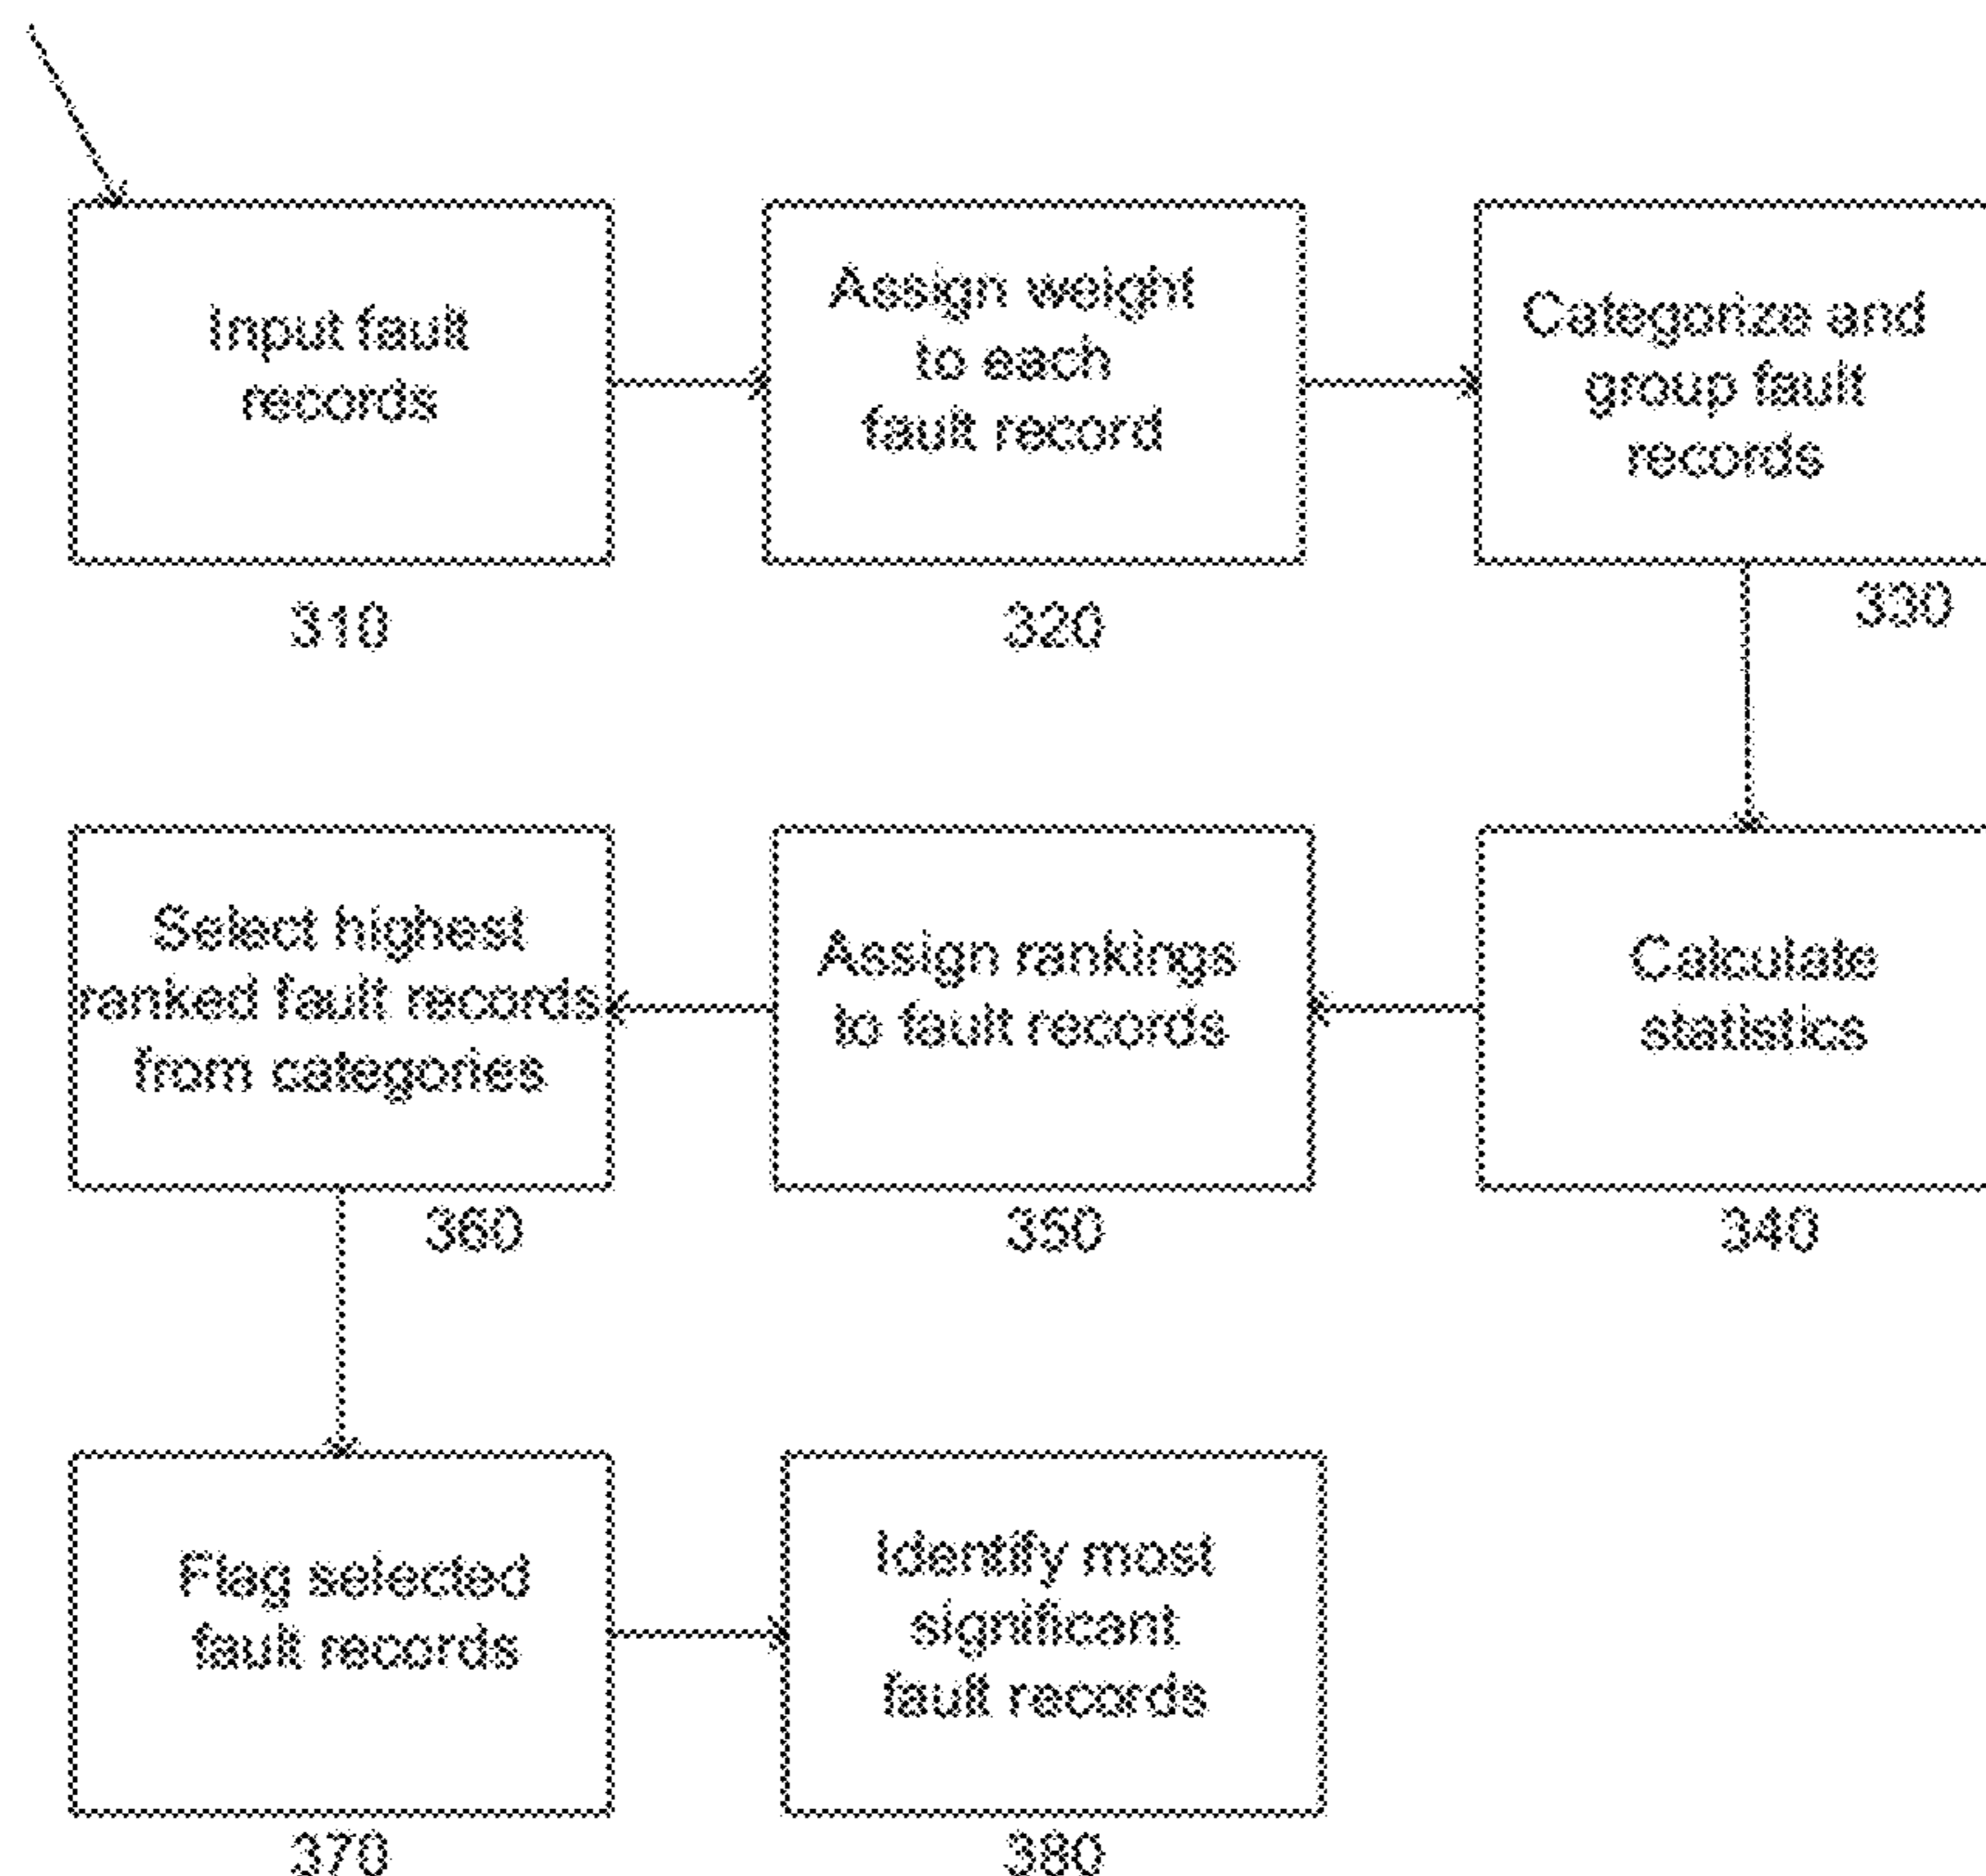 Input fault
records
310
Assign weight
to each
fault record
320
Categorize and
group fault
records
330
Calculate
statistics
340
Assign rankings
to fault records
350
Select highest
ranked fault records
from categories
360
Flag selected
fault records
370
Identify most
significant
fault records
380